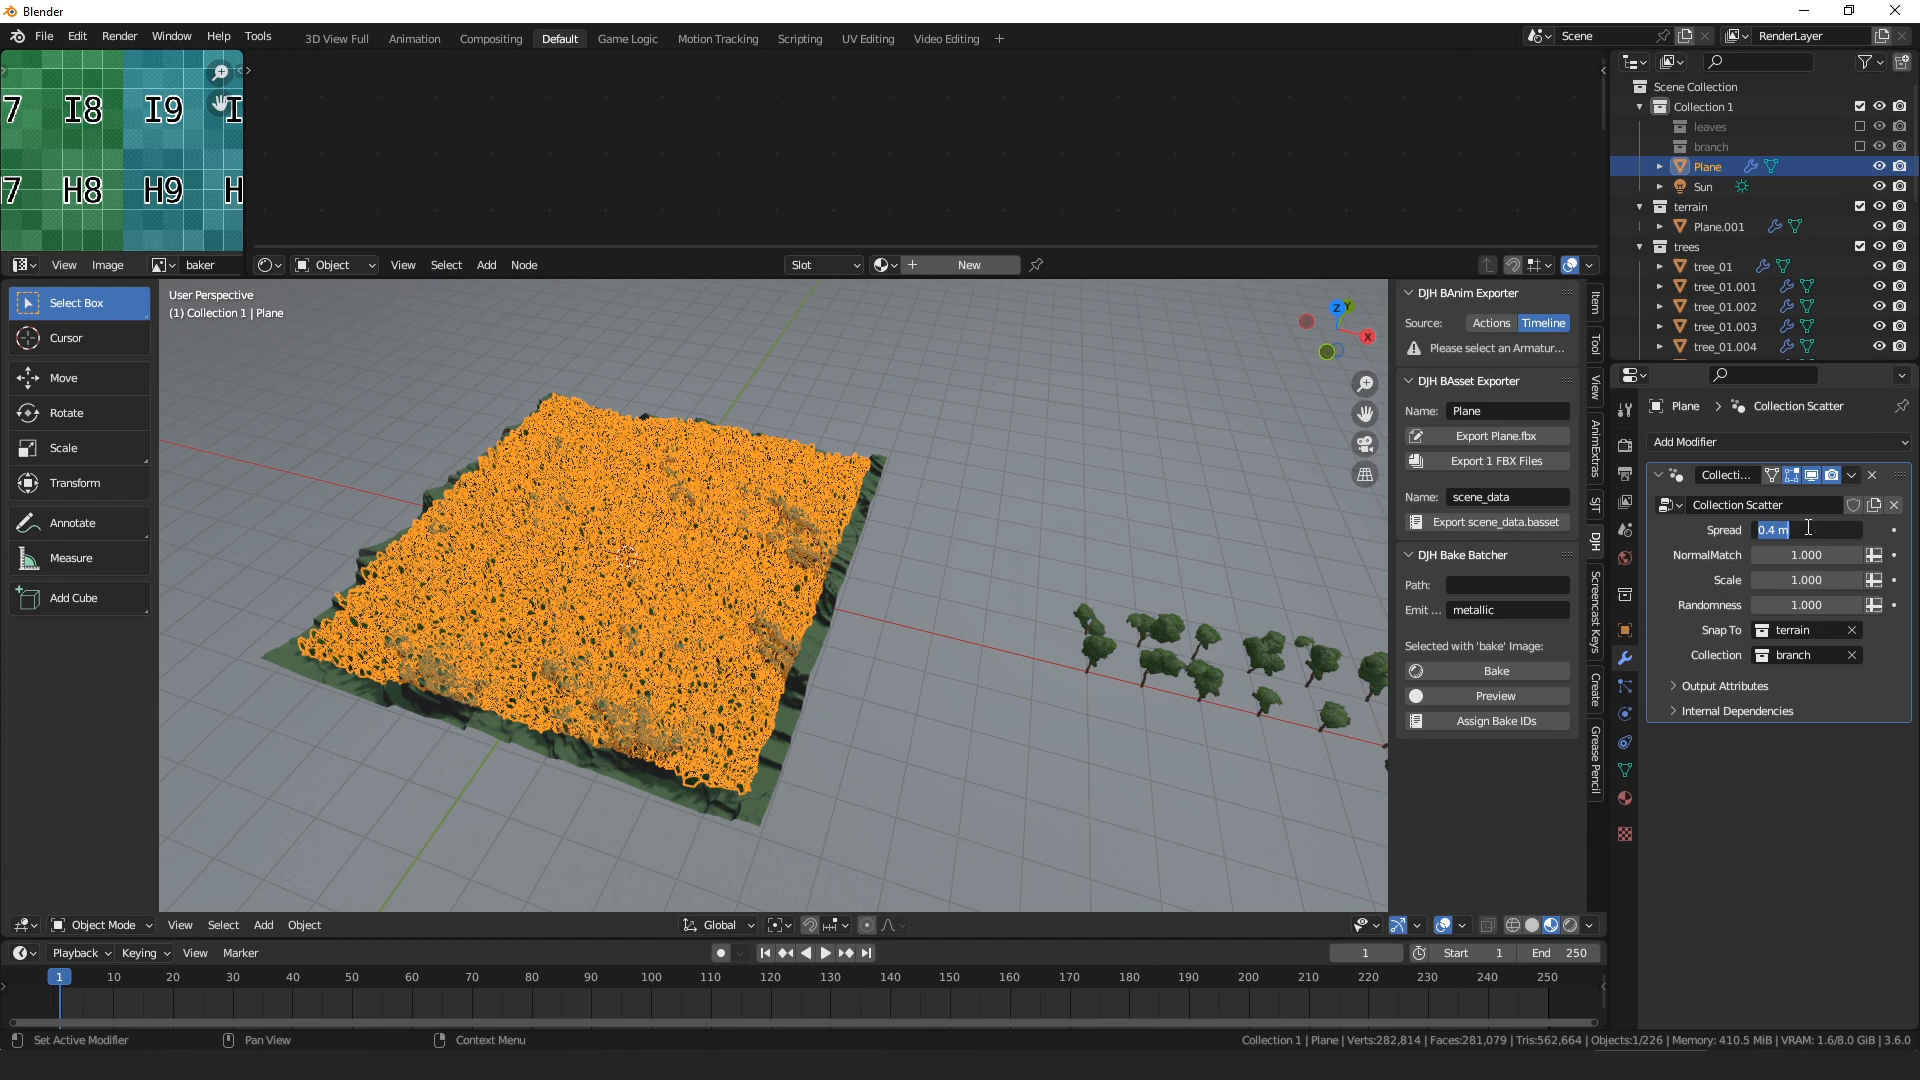 Blender
File Edit Render Window Help Tools
3D View Full Animation Compositing Default Game Logic Motion Tracking Scripting UV Editing Video Editing +
Scene
RenderLayer
7 I8 I9 I
7 H8 H9 H
View Image baker
Object View Select Add Node Slot New
Scene Collection
Collection 1
leaves
branch
Plane
Sun
terrain
Plane.001
trees
tree_01
tree_01.001
tree_01.002
tree_01.003
tree_01.004
Select Box
Cursor
Move
Rotate
Scale
Transform
Annotate
Measure
Add Cube
User Perspective
(1) Collection 1 | Plane
Z Y X
DJH BAnim Exporter
Source: Actions Timeline
Please select an Armatur...
DJH BAsset Exporter
Name: Plane
Export Plane.fbx
Export 1 FBX Files
Name: scene_data
Export scene_data.basset
DJH Bake Batcher
Path:
Emit ... metallic
Selected with 'bake' Image:
Bake
Preview
Assign Bake IDs
Item
Tool
View
AnimExtras
SJT
DJH
Screencast Keys
Create
Grease Pencil
Plane > Collection Scatter
Add Modifier
Collecti...
Collection Scatter
Spread 0.4 m
NormalMatch 1.000
Scale 1.000
Randomness 1.000
Snap To terrain
Collection branch
Output Attributes
Internal Dependencies
Object Mode View Select Add Object Global
Playback Keying View Marker 1 Start 1 End 250
1 10 20 30 40 50 60 70 80 90 100 110 120 130 140 150 160 170 180 190 200 210 220 230 240 250
Set Active Modifier Pan View Context Menu
Collection 1 | Plane | Verts:282,814 | Faces:281,079 | Tris:562,664 | Objects:1/226 | Memory: 410.5 MiB | VRAM: 1.6/8.0 GiB | 3.6.0